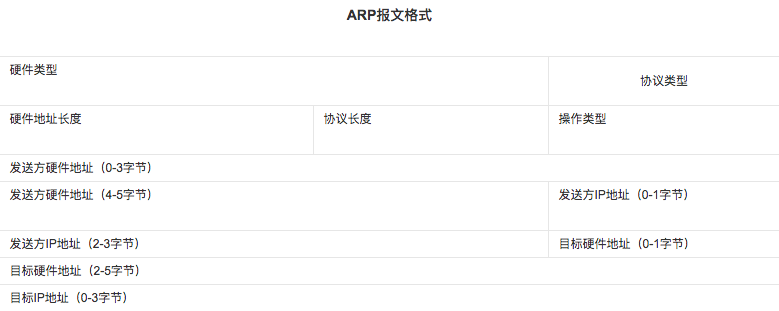 ARP报文格式
硬件类型
协议类型
硬件地址长度
协议长度
操作类型
发送方硬件地址（0-3字节）
发送方硬件地址（4-5字节）
发送方IP地址（0-1字节）
发送方IP地址（2-3字节）
目标硬件地址（0-1字节）
目标硬件地址（2-5字节）
目标IP地址（0-3字节）